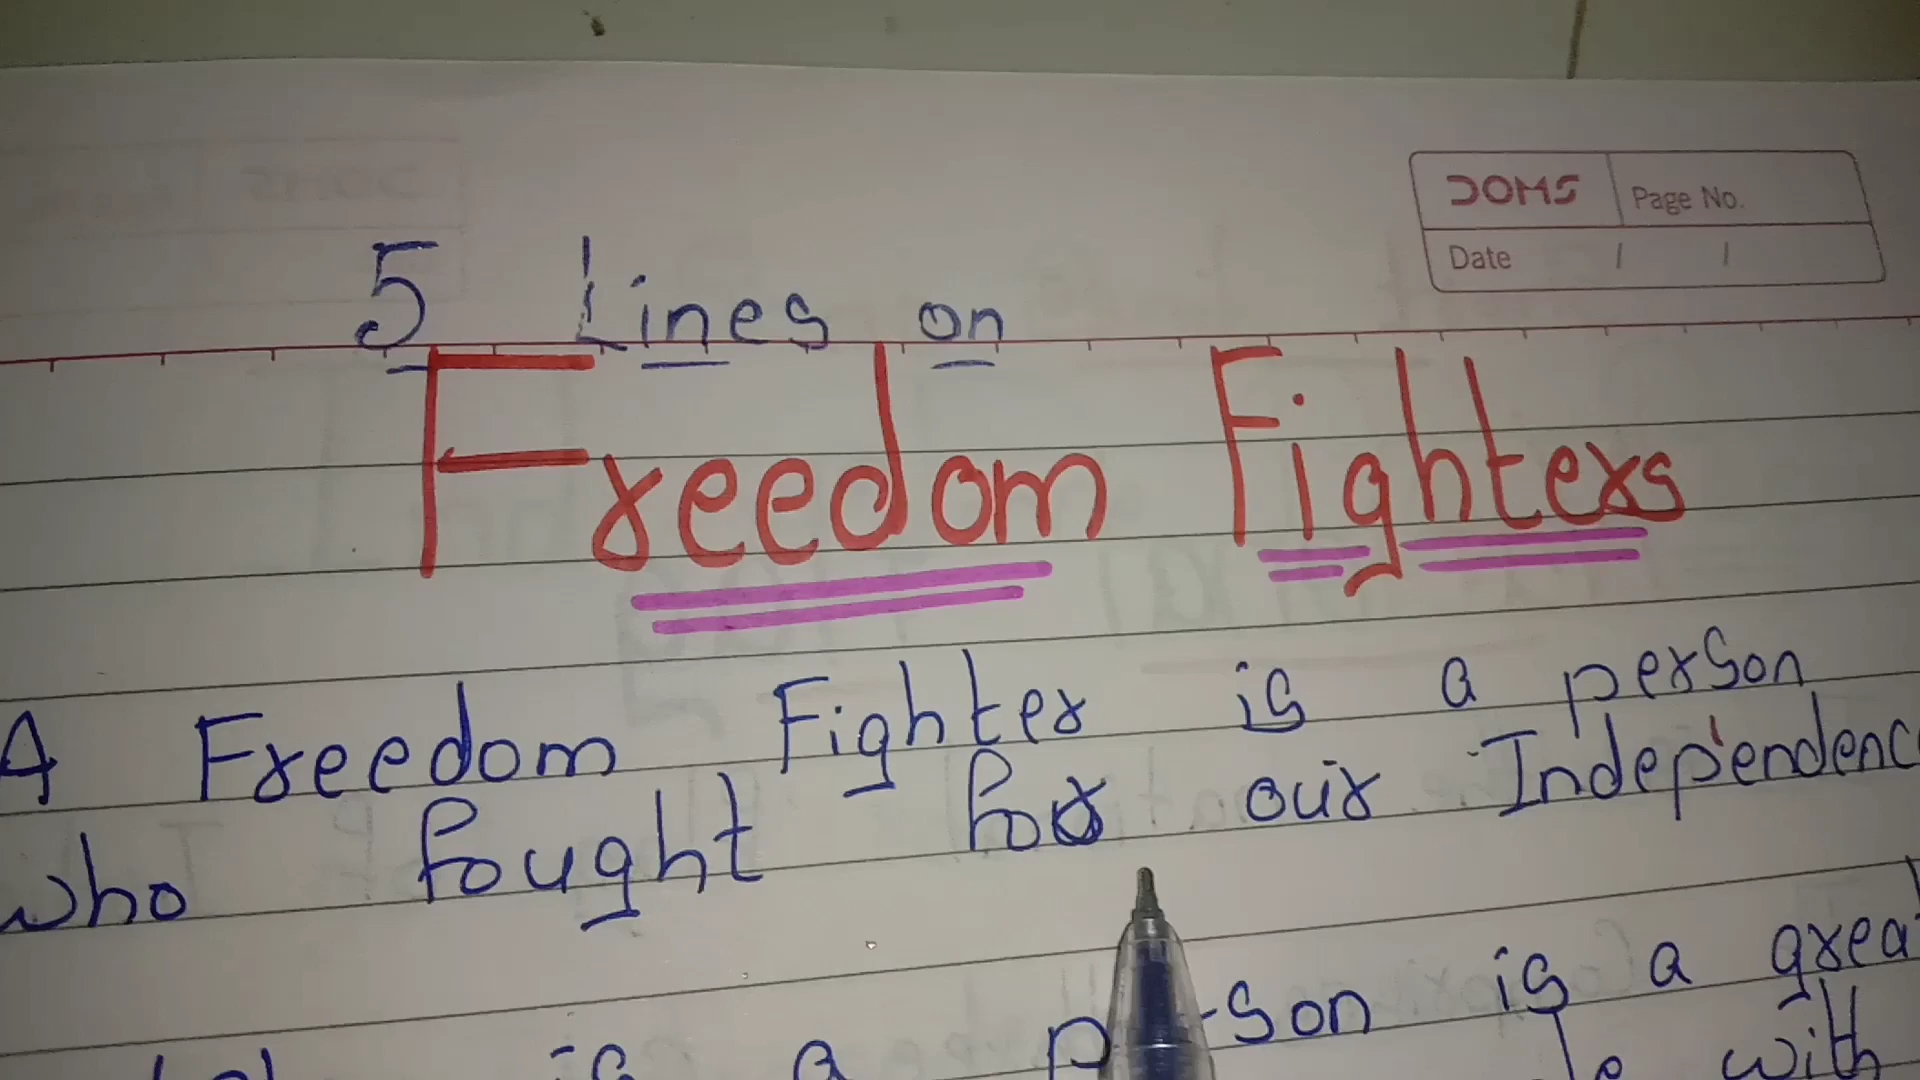 DOMS Page No.
Date / /
5 Lines on
Freedom Fighters
A Freedom Fighter is a person
who fought for our Independenc
son is a grea
is a p
with